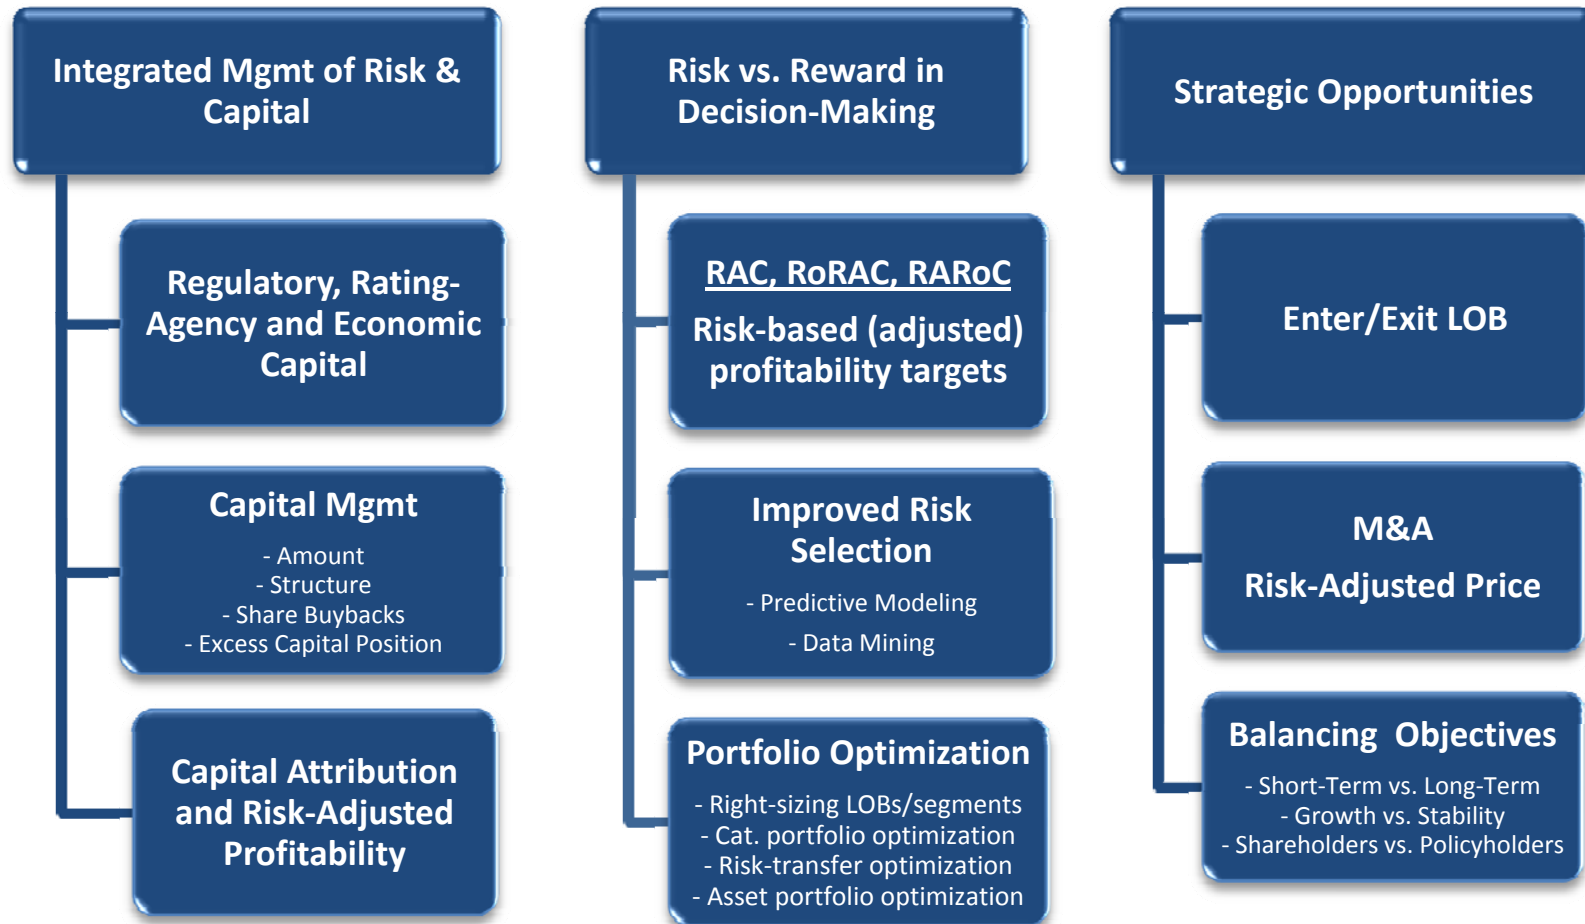 Integrated Mgmt of Risk &
Capital
Regulatory, Rating-
Agency and Economic
Capital
Capital Mgmt
- Amount
- Structure
- Share Buybacks
- Excess Capital Position
Capital Attribution
and Risk-Adjusted
Profitability
Risk vs. Reward in
Decision-Making
RAC, RoRAC, RARoC
Risk-based (adjusted)
profitability targets
Improved Risk
Selection
- Predictive Modeling
- Data Mining
Portfolio Optimization
- Right-sizing LOBs/segments
- Cat. portfolio optimization
- Risk-transfer optimization
- Asset portfolio optimization
Strategic Opportunities
Enter/Exit LOB
M&A
Risk-Adjusted Price
Balancing  Objectives
- Short-Term vs. Long-Term
- Growth vs. Stability
- Shareholders vs. Policyholders